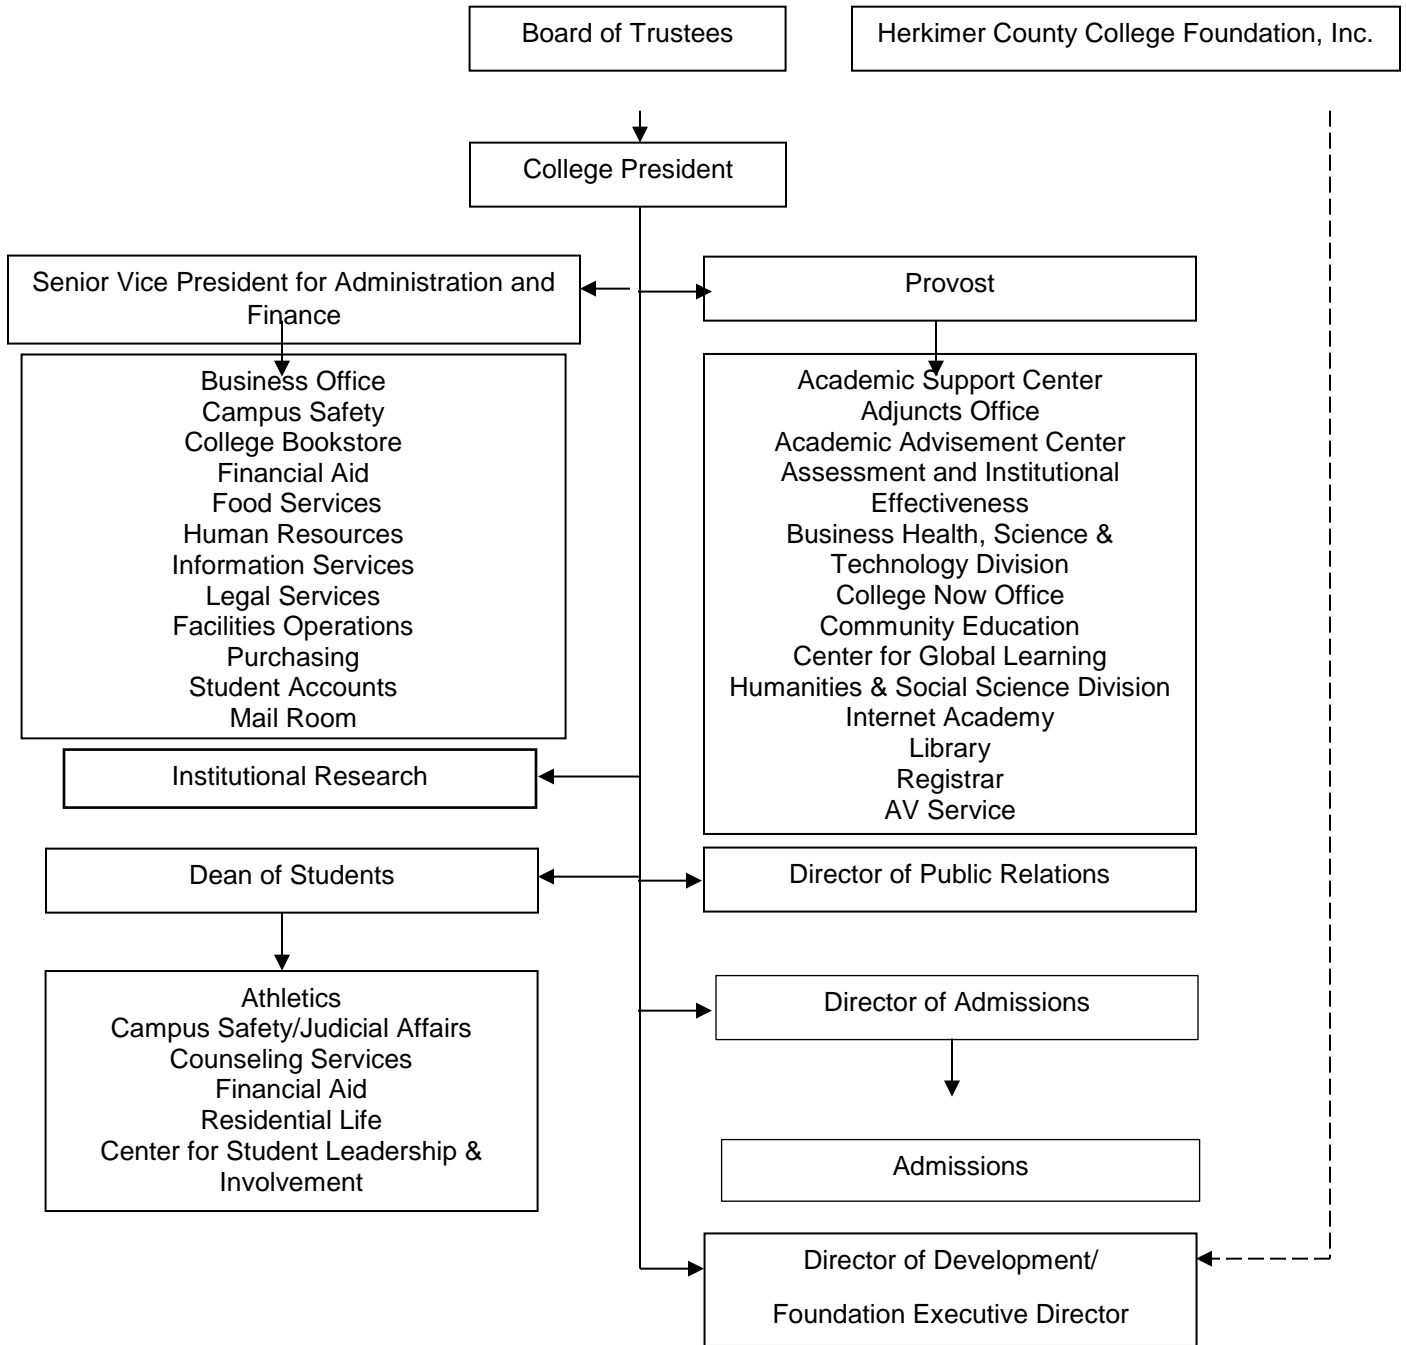 Board of Trustees
Herkimer County College Foundation, Inc.
College President
Senior Vice President for Administration and
Finance
Provost
Business Office
Campus Safety
College Bookstore
Financial Aid
Food Services
Human Resources
Information Services
Legal Services
Facilities Operations
Purchasing
Student Accounts
Mail Room
Academic Support Center
Adjuncts Office
Academic Advisement Center
Assessment and Institutional
Effectiveness
Business Health, Science &
Technology Division
College Now Office
Community Education
Center for Global Learning
Humanities & Social Science Division
Internet Academy
Library
Registrar
AV Service
Institutional Research
Dean of Students
Director of Public Relations
Athletics
Campus Safety/Judicial Affairs
Counseling Services
Financial Aid
Residential Life
Center for Student Leadership &
Involvement
Director of Admissions
Admissions
Director of Development/
Foundation Executive Director